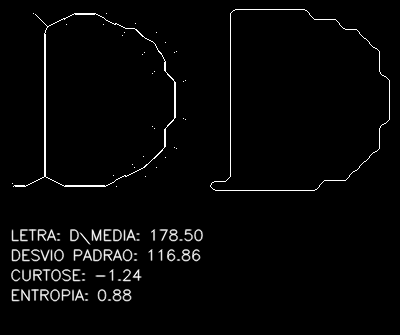 LETRA: D\MEDIA: 178.50
DESVIO PADRAO: 116.86
CURTOSE: -1.24
ENTROPIA: 0.88